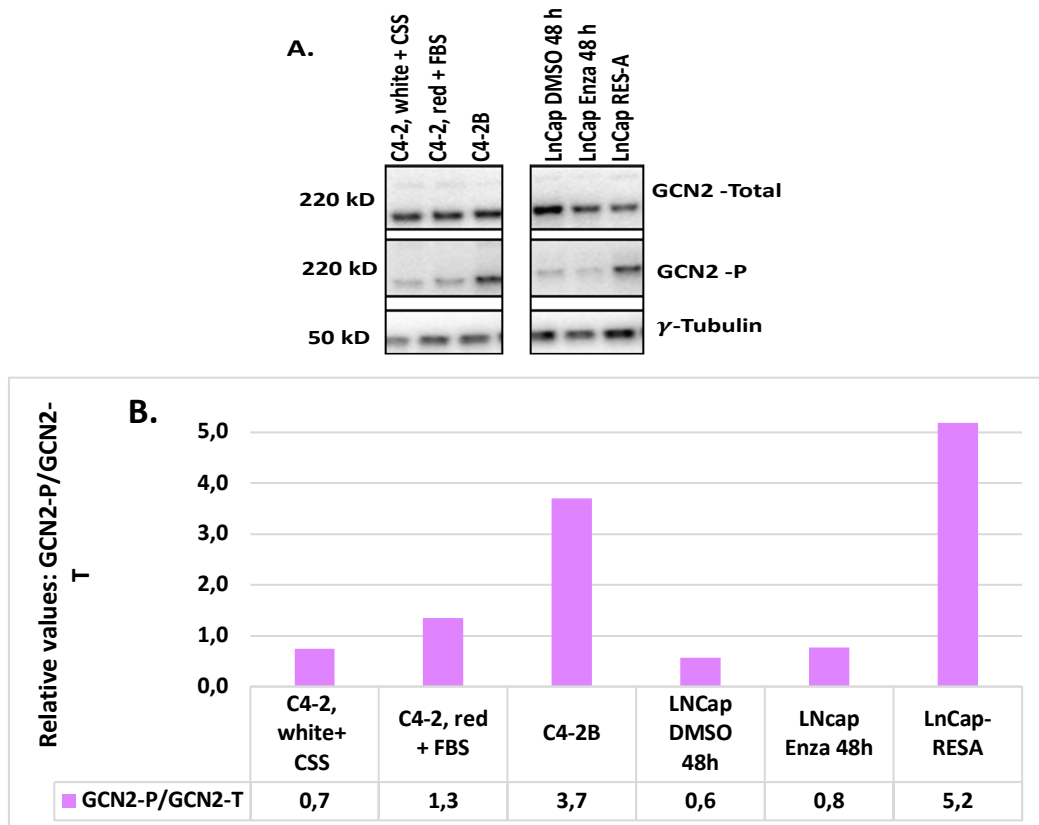 A.
C4-2, white + CSS
C4-2, red + FBS
C4-2B
LnCap DMSO 48 h
LnCap Enza 48 h
LnCap RES-A
220 kD
GCN2 -Total
220 kD
GCN2 -P
50 kD
γ-Tubulin
B.
Relative values: GCN2-P/GCN2-
T
5,0
4,0
3,0
2,0
1,0
0,0
C4-2,
white+
CSS
C4-2, red
+ FBS
C4-2B
LNCap
DMSO
48h
LNcap
Enza 48h
LnCap-
RESA
GCN2-P/GCN2-T 0,7 1,3 3,7 0,6 0,8 5,2